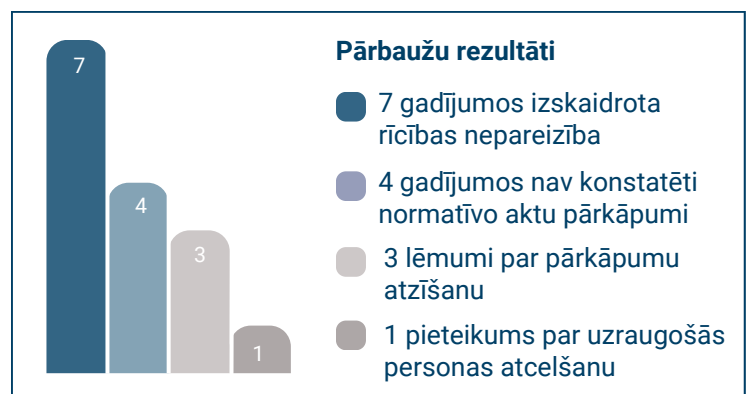 7
4
3
1
Pārbaužu rezultāti
7 gadījumos izskaidrota
rīcības nepareizība
4 gadījumos nav konstatēti
normatīvo aktu pārkāpumi
3 lēmumi par pārkāpumu
atzīšanu
1 pieteikums par uzraugošās
personas atcelšanu